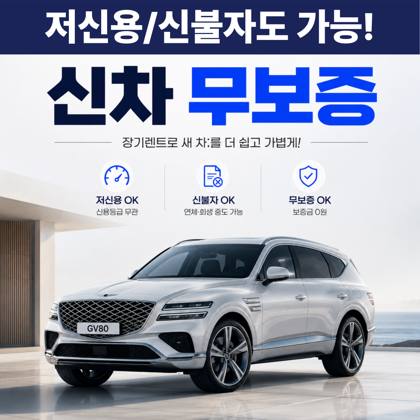 저신용/신불자도 가능!
신차 무보증
장기렌트로 새 차:를 더 쉽고 가볍게!
저신용 OK
신용등급 무관
신불자 OK
연체·회생 중도 가능
무보증 OK
보증금 0원
GV80